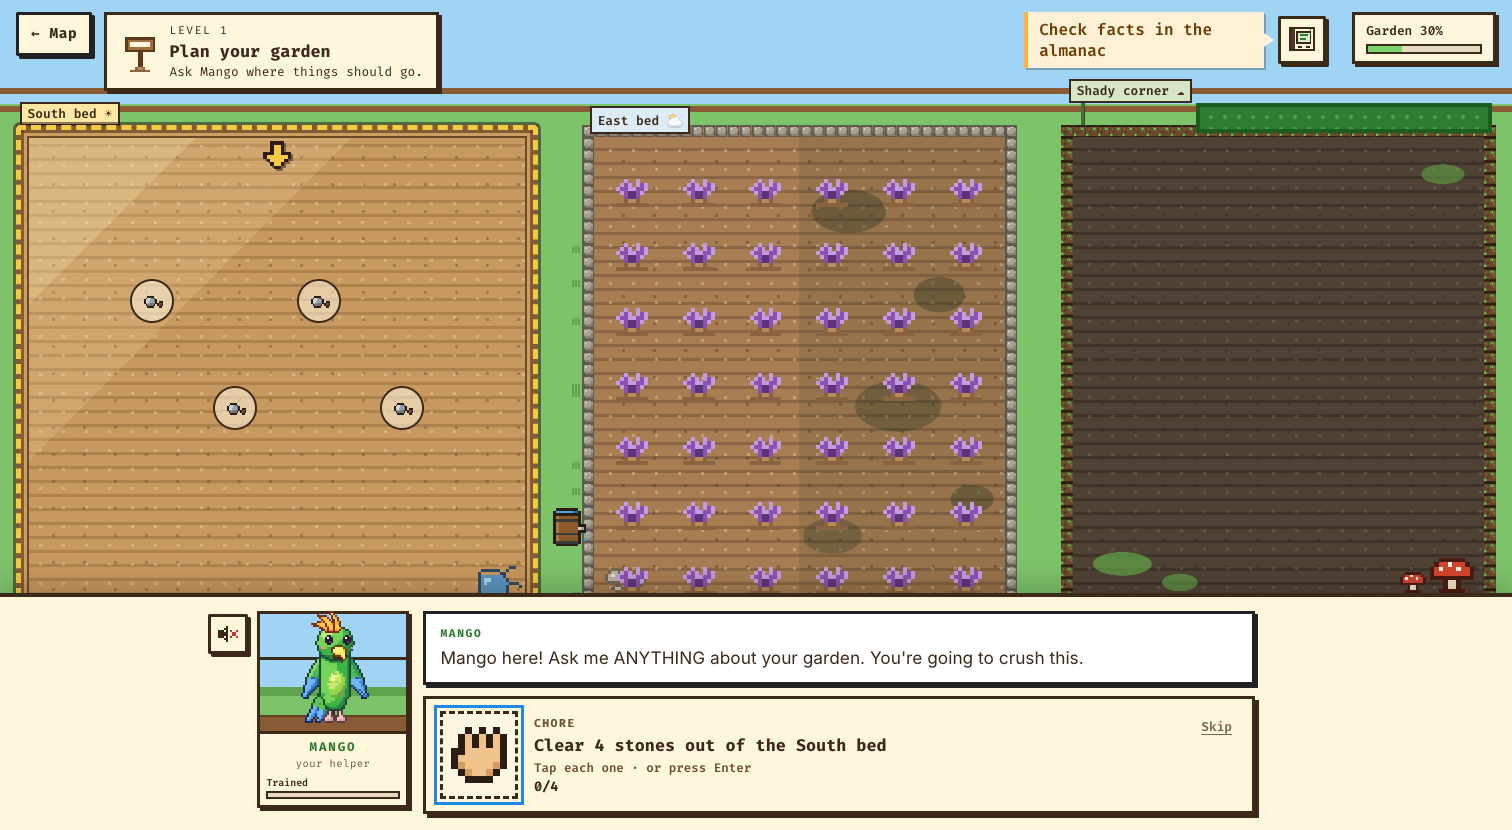 ← Map
LEVEL 1
Plan your garden
Ask Mango where things should go.
Check facts in the
almanac
Garden 30%
South bed ☀
East bed ⛅
Shady corner ☁
MANGO
your helper
Trained
MANGO
Mango here! Ask me ANYTHING about your garden. You're going to crush this.
CHORE
Clear 4 stones out of the South bed
Tap each one · or press Enter
0/4
Skip